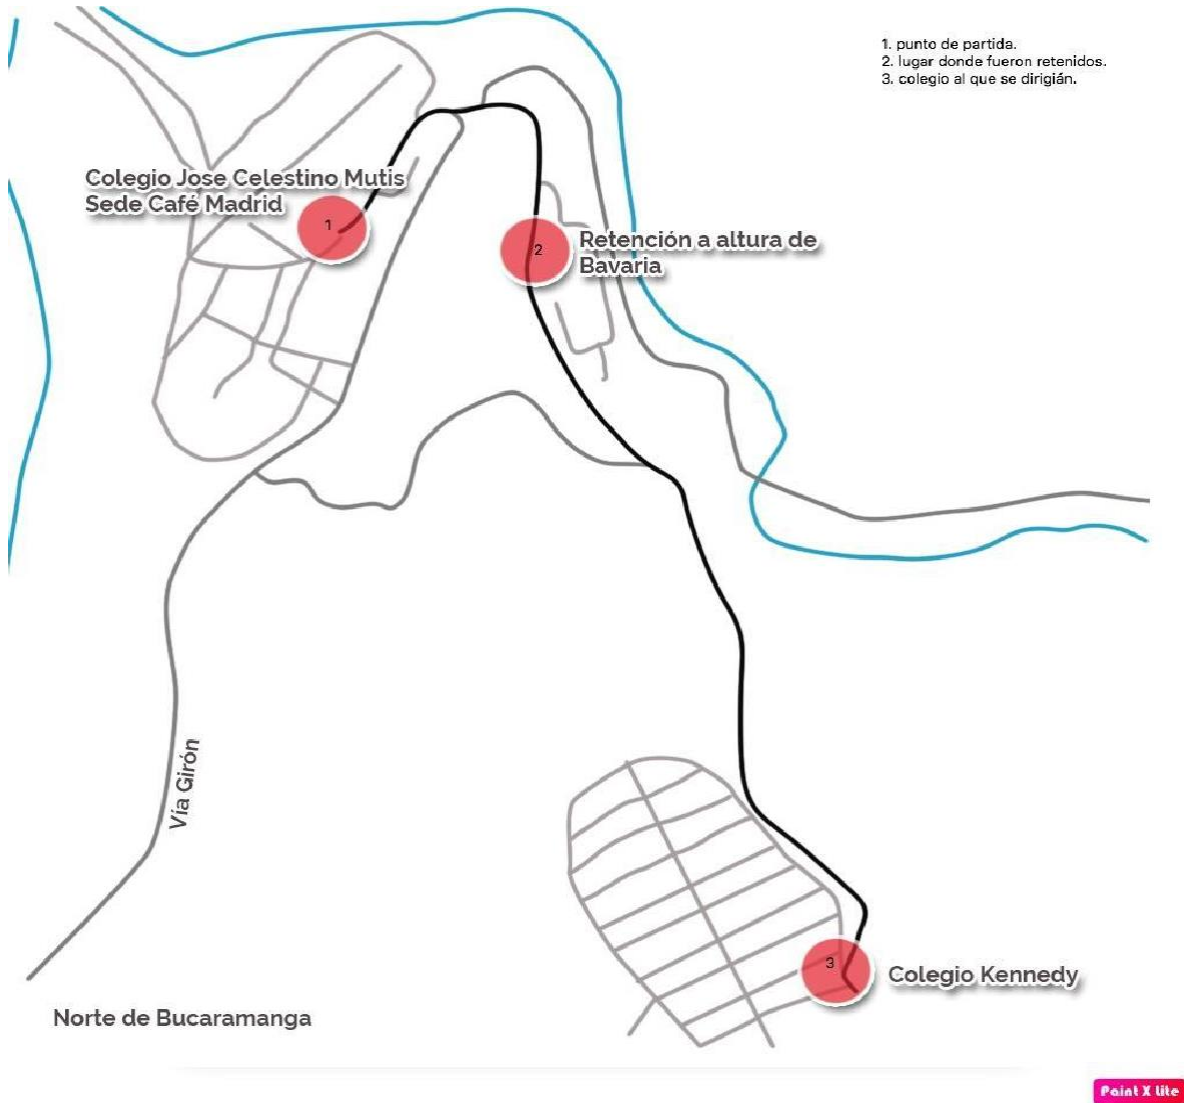 1. punto de partida.
2. lugar donde fueron retenidos.
3. colegio al que se dirigián.
Colegio Jose Celestino Mutis
Sede Café Madrid
1
2
Retención a altura de
Bavaria
Vía Girón
3
Colegio Kennedy
Norte de Bucaramanga
Paint X lite